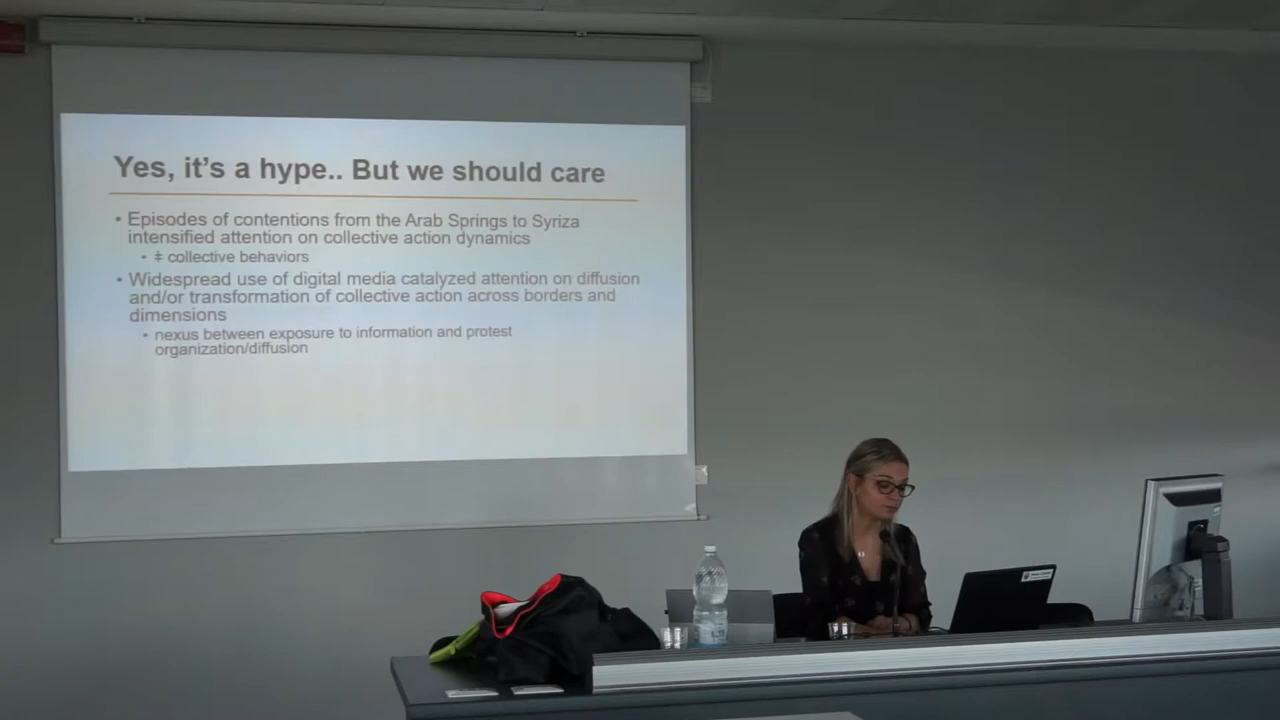 Yes, it's a hype.. But we should care
• Episodes of contentions from the Arab Springs to Syriza
intensified attention on collective action dynamics
• ǂ collective behaviors
• Widespread use of digital media catalyzed attention on diffusion
and/or transformation of collective action across borders and
dimensions
• nexus between exposure to information and protest
organization/diffusion